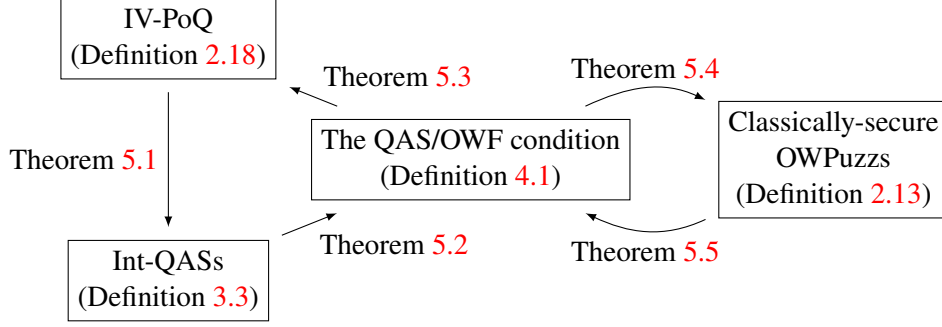 IV-PoQ
(Definition 2.18)
Theorem 5.3
Theorem 5.4
Theorem 5.1
The QAS/OWF condition
(Definition 4.1)
Classically-secure
OWPuzzs
(Definition 2.13)
Theorem 5.2
Theorem 5.5
Int-QASs
(Definition 3.3)